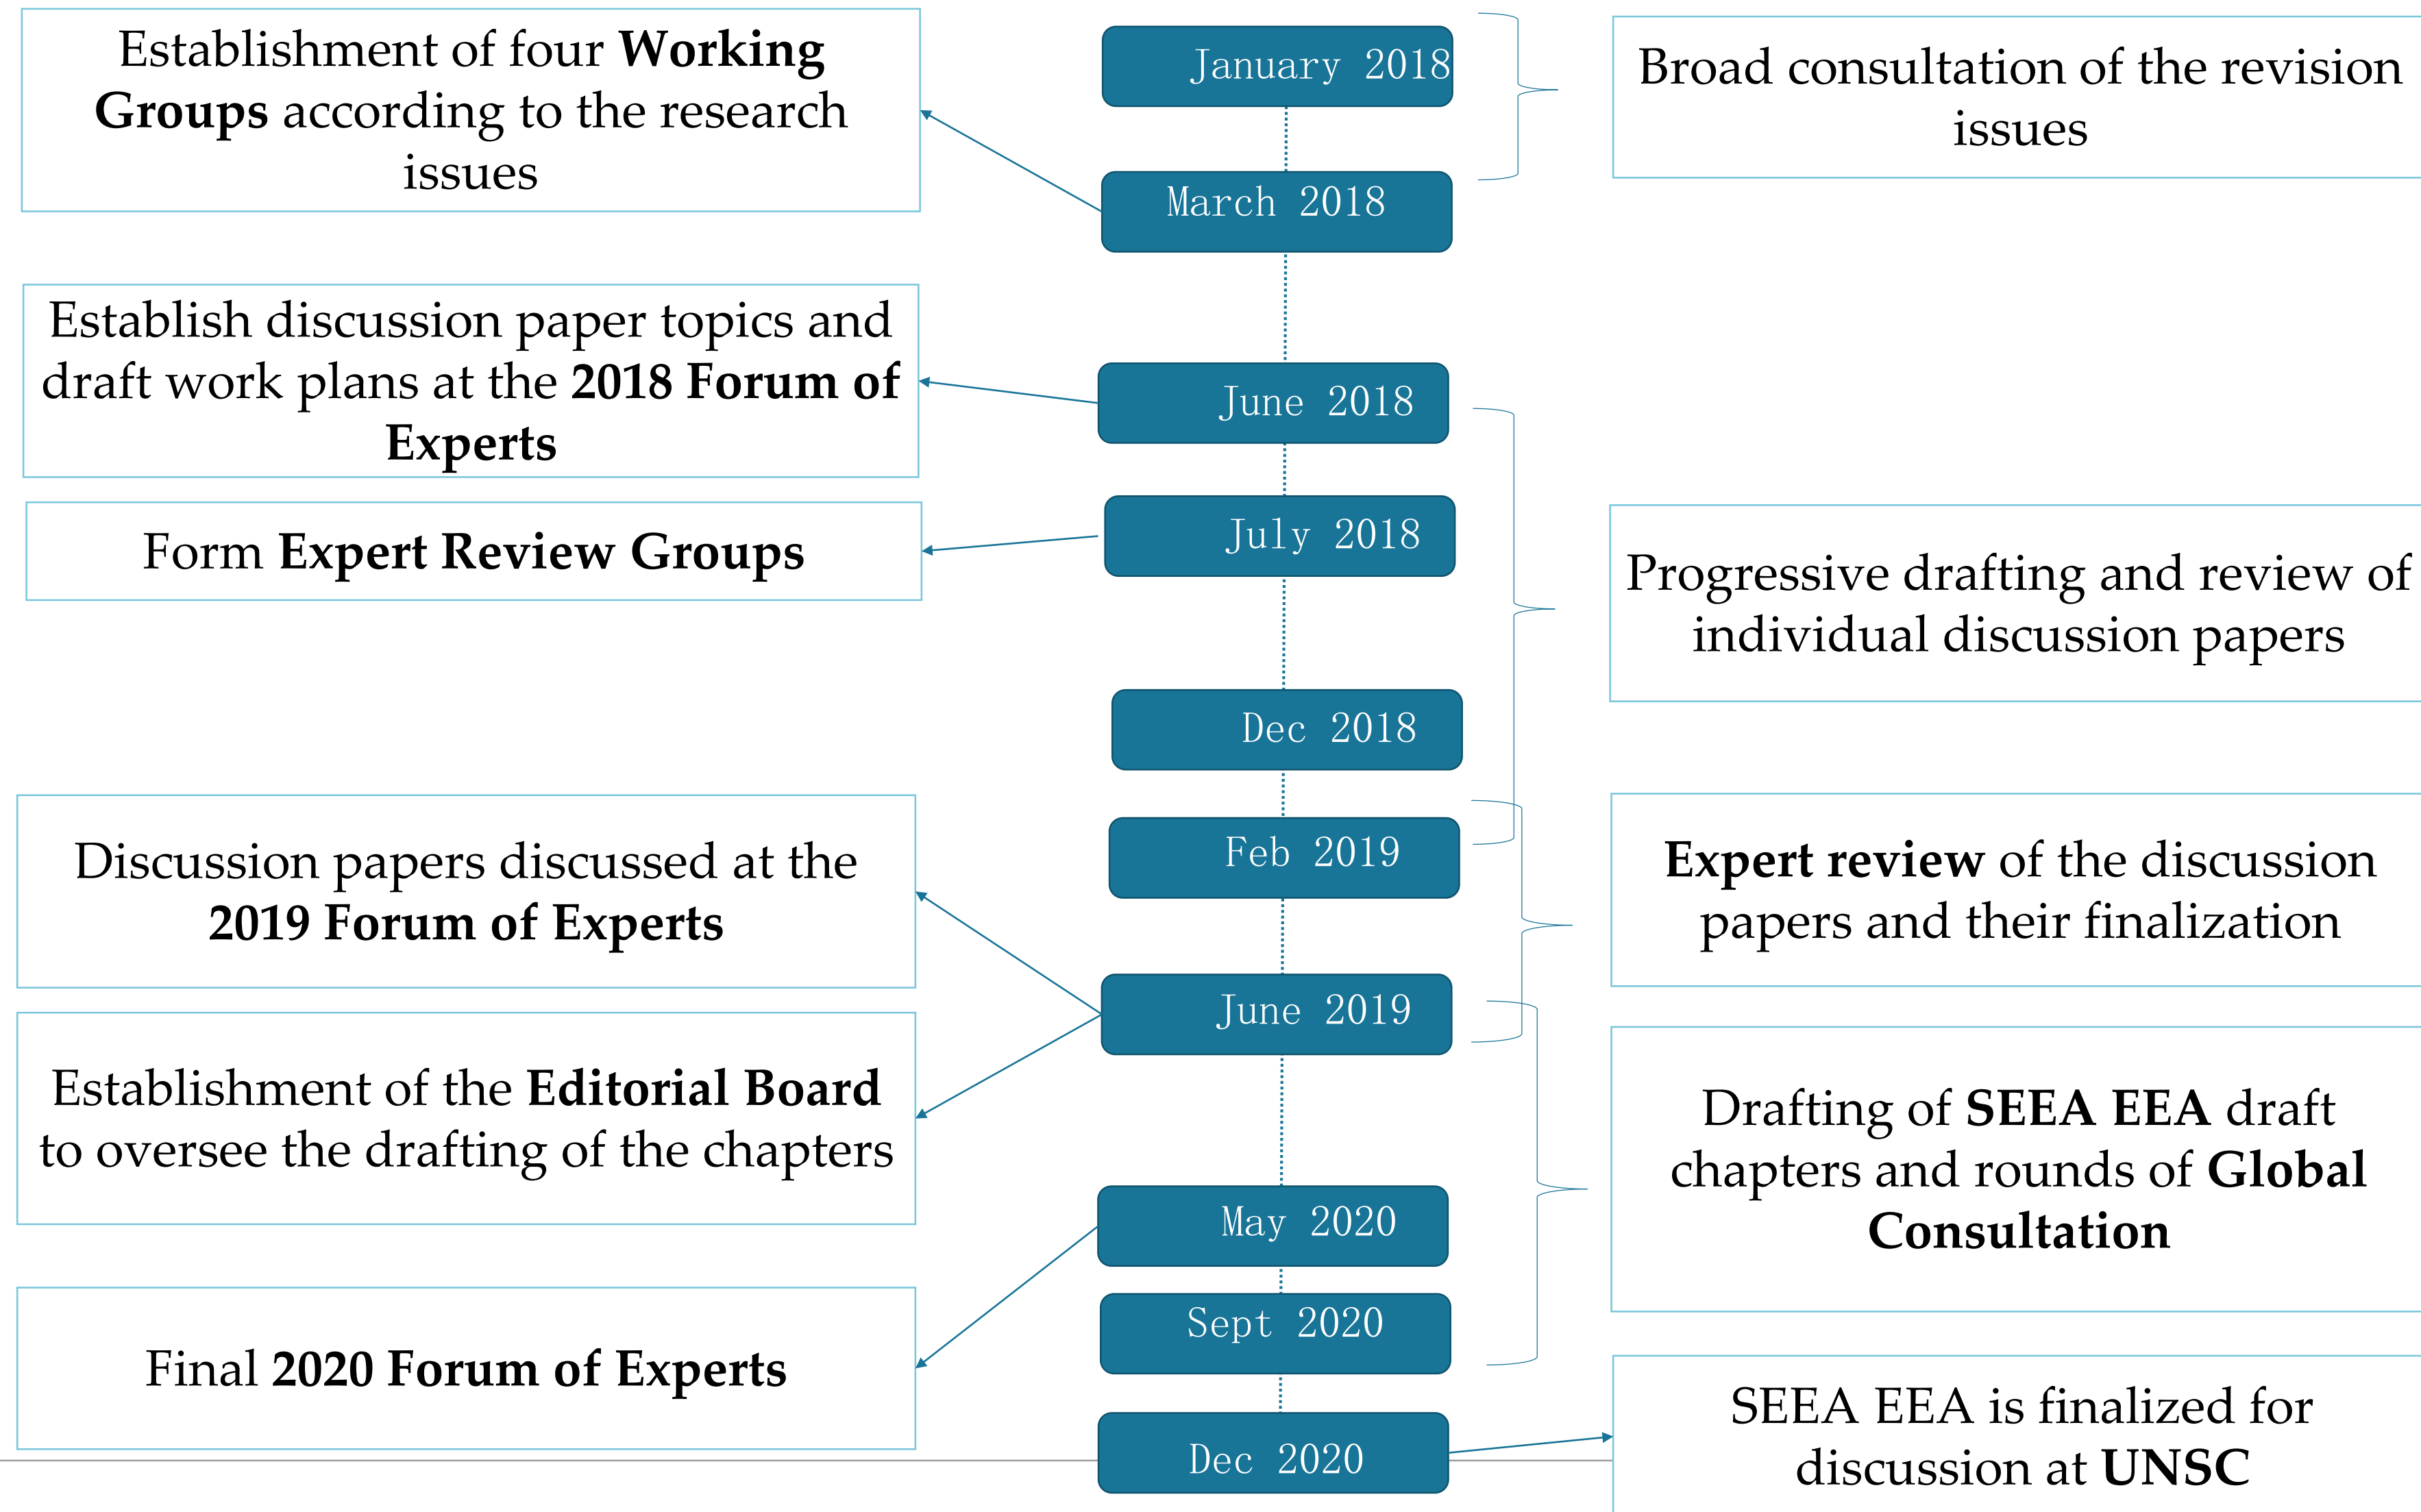 Establishment of four Working
Groups according to the research
issues
January 2018
Broad consultation of the revision
issues
March 2018
Establish discussion paper topics and
draft work plans at the 2018 Forum of
Experts
June 2018
Form Expert Review Groups
July 2018
Progressive drafting and review of
individual discussion papers
Dec 2018
Discussion papers discussed at the
2019 Forum of Experts
Feb 2019
Expert review of the discussion
papers and their finalization
June 2019
Establishment of the Editorial Board
to oversee the drafting of the chapters
Drafting of SEEA EEA draft
chapters and rounds of Global
Consultation
May 2020
Final 2020 Forum of Experts
Sept 2020
Dec 2020
SEEA EEA is finalized for
discussion at UNSC